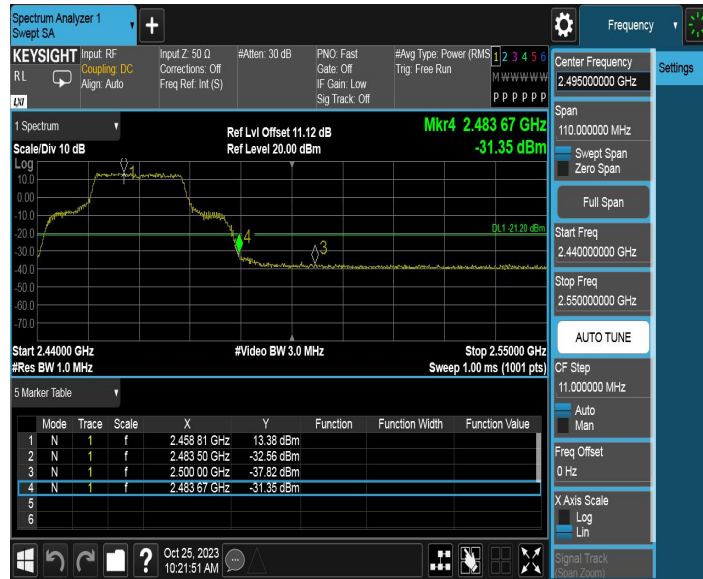 Spectrum Analyzer 1
Swept SA
+
Frequency
KEYSIGHT
RL
LXI
Input: RF
Coupling: DC
Align: Auto
Input Z: 50 Ω
Corrections: Off
Freq Ref: Int (S)
#Atten: 30 dB
PNO: Fast
Gate: Off
IF Gain: Low
Sig Track: Off
#Avg Type: Power (RMS
Trig: Free Run
1 2 3 4 5 6
M W W W W W
P P P P P P
1 Spectrum
Scale/Div 10 dB
Ref Lvl Offset 11.12 dB
Ref Level 20.00 dBm
Mkr4 2.483 67 GHz
-31.35 dBm
Log
10.0
0.00
-10.0
-20.0
-30.0
-40.0
-50.0
-60.0
-70.0
1
4
3
DL1 -21.20 dBm
Start 2.44000 GHz
#Res BW 1.0 MHz
#Video BW 3.0 MHz
Stop 2.55000 GHz
Sweep 1.00 ms (1001 pts)
5 Marker Table
Mode Trace Scale X Y Function Function Width Function Value
1 N 1 f 2.458 81 GHz 13.38 dBm
2 N 1 f 2.483 50 GHz -32.56 dBm
3 N 1 f 2.500 00 GHz -37.82 dBm
4 N 1 f 2.483 67 GHz -31.35 dBm
5
6
Center Frequency
2.495000000 GHz
Settings
Span
110.000000 MHz
Swept Span
Zero Span
Full Span
Start Freq
2.440000000 GHz
Stop Freq
2.550000000 GHz
AUTO TUNE
CF Step
11.000000 MHz
Auto
Man
Freq Offset
0 Hz
X Axis Scale
Log
Lin
Signal Track
(Span Zoom)
?
Oct 25, 2023
10:21:51 AM